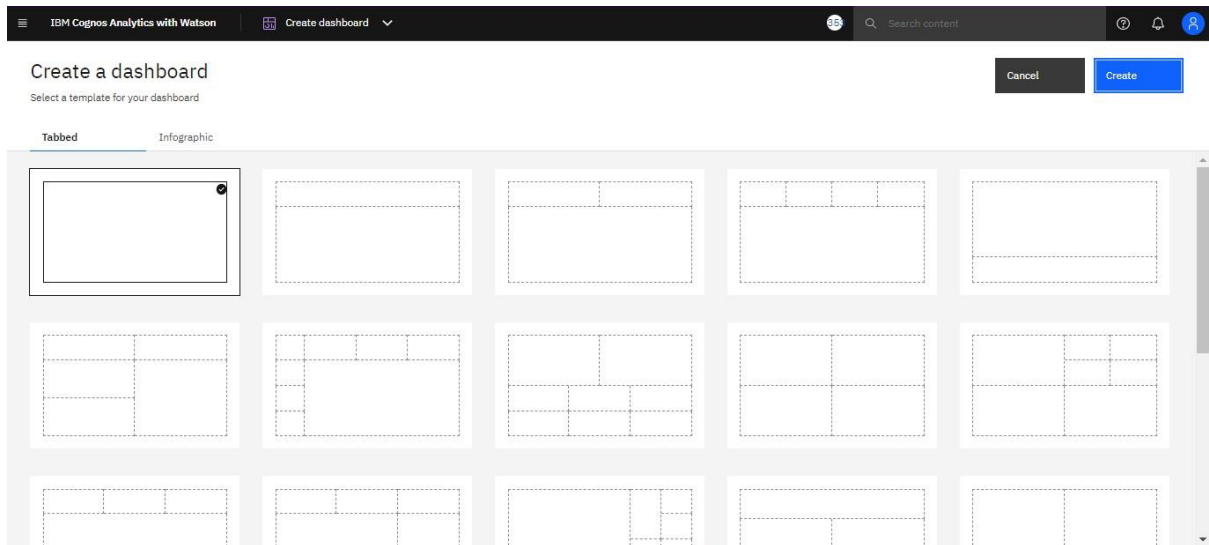 IBM Cognos Analytics with Watson
Create dashboard
Search content
Create a dashboard
Select a template for your dashboard
Cancel
Create
Tabbed
Infographic